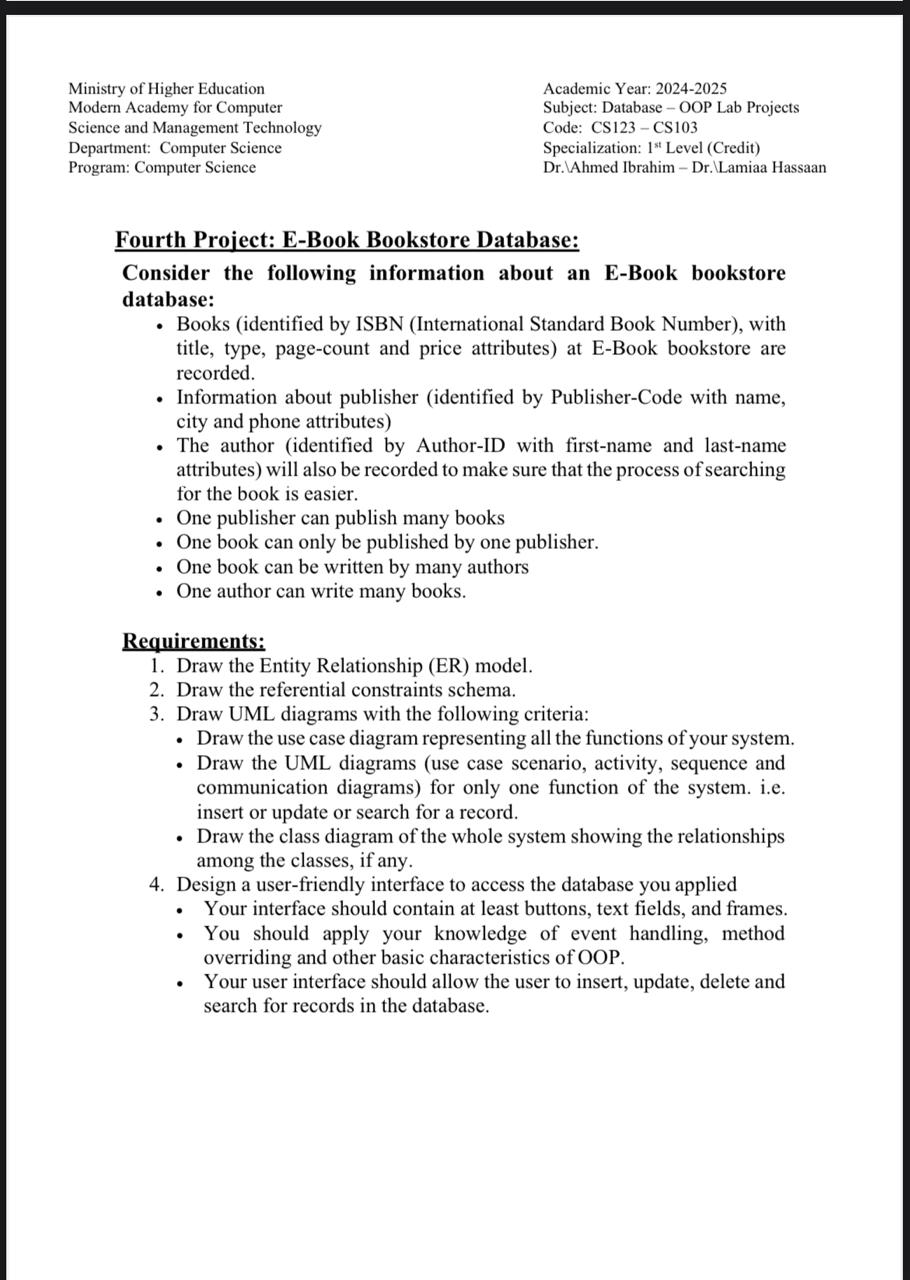 Ministry of Higher Education
Modern Academy for Computer
Science and Management Technology
Department: Computer Science
Program: Computer Science
Academic Year: 2024-2025
Subject: Database – OOP Lab Projects
Code: CS123 – CS103
Specialization: 1st Level (Credit)
Dr.\Ahmed Ibrahim – Dr.\Lamiaa Hassaan
Fourth Project: E-Book Bookstore Database:
Consider the following information about an E-Book bookstore
database:
• Books (identified by ISBN (International Standard Book Number), with
title, type, page-count and price attributes) at E-Book bookstore are
recorded.
• Information about publisher (identified by Publisher-Code with name,
city and phone attributes)
• The author (identified by Author-ID with first-name and last-name
attributes) will also be recorded to make sure that the process of searching
for the book is easier.
• One publisher can publish many books
• One book can only be published by one publisher.
• One book can be written by many authors
• One author can write many books.
Requirements:
1. Draw the Entity Relationship (ER) model.
2. Draw the referential constraints schema.
3. Draw UML diagrams with the following criteria:
• Draw the use case diagram representing all the functions of your system.
• Draw the UML diagrams (use case scenario, activity, sequence and
communication diagrams) for only one function of the system. i.e.
insert or update or search for a record.
• Draw the class diagram of the whole system showing the relationships
among the classes, if any.
4. Design a user-friendly interface to access the database you applied
• Your interface should contain at least buttons, text fields, and frames.
• You should apply your knowledge of event handling, method
overriding and other basic characteristics of OOP.
• Your user interface should allow the user to insert, update, delete and
search for records in the database.